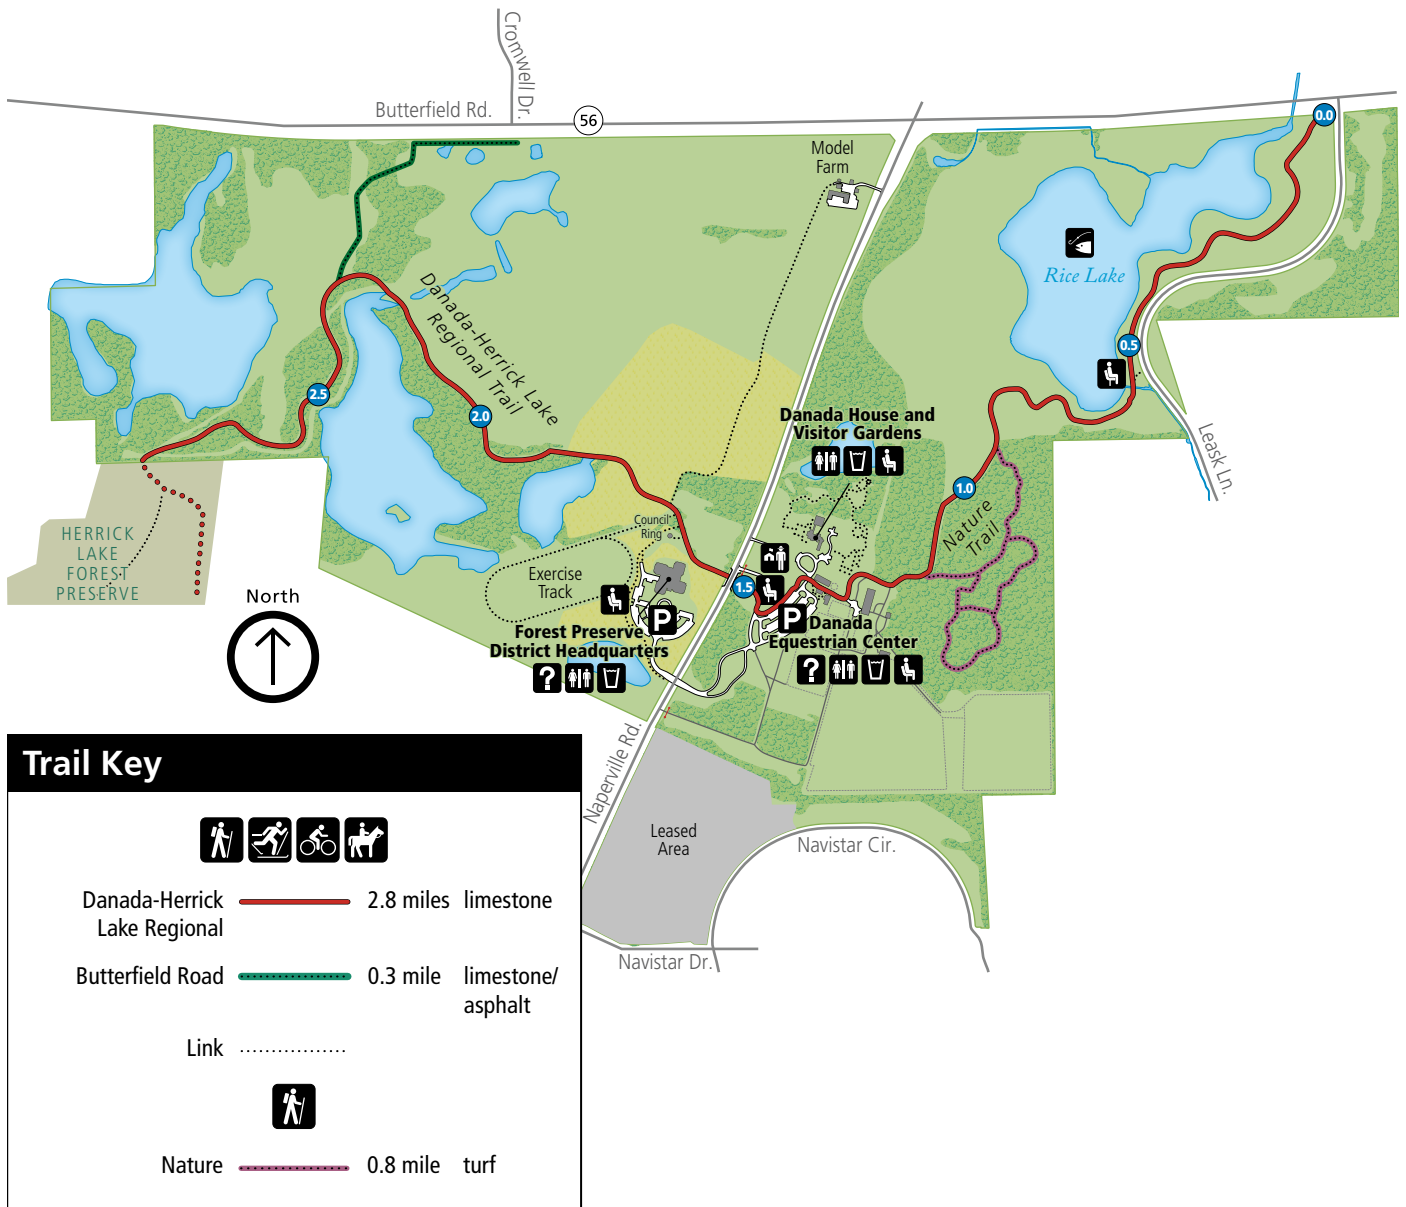 Cromwell Dr.
Butterfield Rd.
56
0.0
Model
Farm
Rice Lake
Danada-Herrick Lake
Regional Trail
0.5
2.5
2.0
Danada House and
Visitor Gardens
Leask Ln.
1.0
Nature
Trail
Council
Ring
HERRICK
LAKE
FOREST
PRESERVE
Exercise
Track
1.5
North
P
P
Forest Preserve
District Headquarters
Danada
Equestrian Center
?
?
Naperville Rd.
Trail Key
Leased
Area
Navistar Cir.
Danada-Herrick
Lake Regional
2.8 miles limestone
Navistar Dr.
Butterfield Road
0.3 mile limestone/
asphalt
Link
Nature
0.8 mile turf